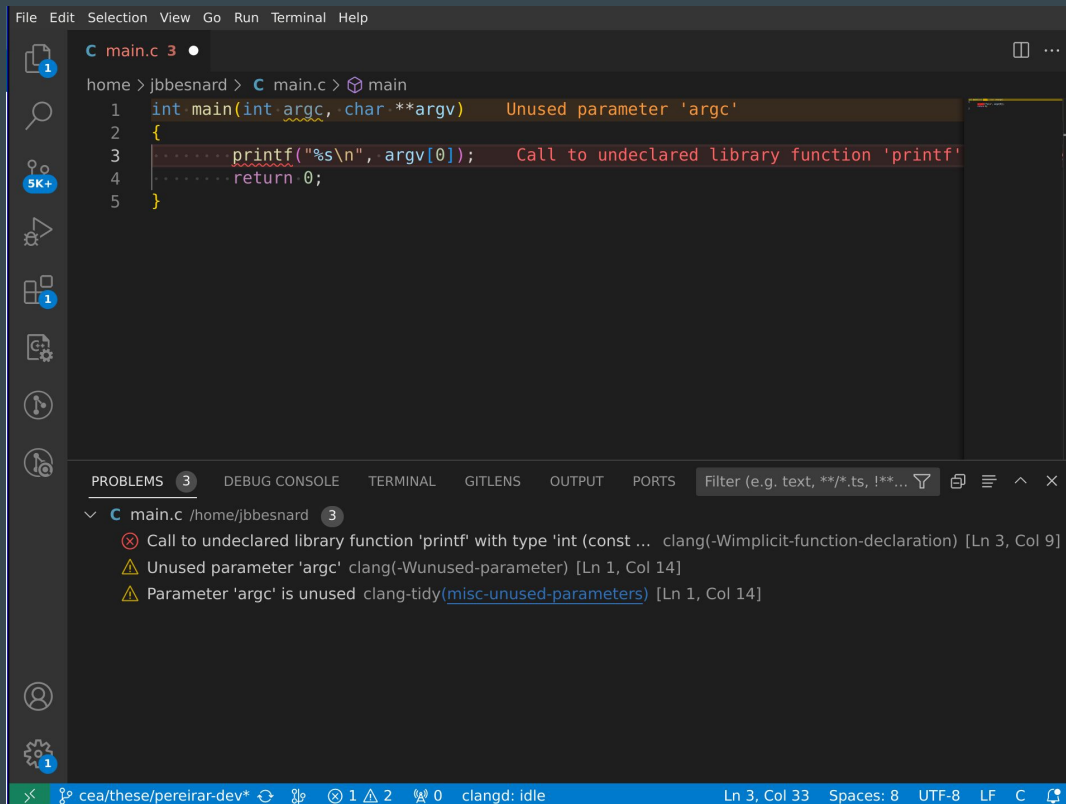 File Edit Selection View Go Run Terminal Help
C main.c 3
home > jbbesnard > C main.c > main
1 int main(int argc, char **argv) Unused parameter 'argc'
2 {
3 printf("%s\n", argv[0]); Call to undeclared library function 'printf'
4 return 0;
5 }
1
5K+
1
PROBLEMS 3 DEBUG CONSOLE TERMINAL GITLENS OUTPUT PORTS Filter (e.g. text, **/*.ts, !**...
C main.c /home/jbbesnard 3
Call to undeclared library function 'printf' with type 'int (const ... clang(-Wimplicit-function-declaration) [Ln 3, Col 9]
Unused parameter 'argc' clang(-Wunused-parameter) [Ln 1, Col 14]
Parameter 'argc' is unused clang-tidy(misc-unused-parameters) [Ln 1, Col 14]
1
cea/these/pereirar-dev* 1 2 0 clangd: idle Ln 3, Col 33 Spaces: 8 UTF-8 LF C